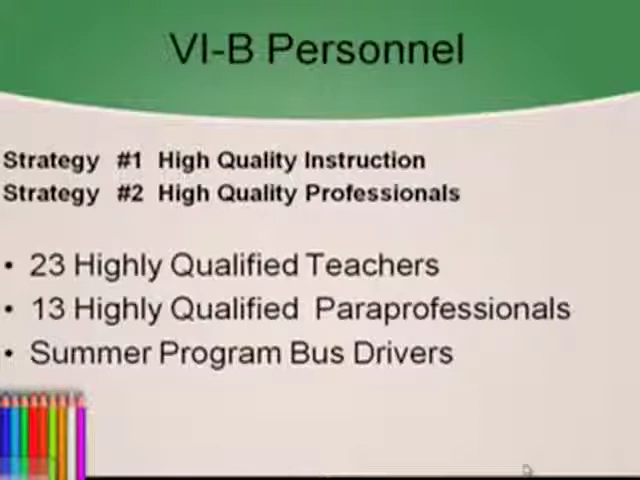 VI-B Personnel
Strategy #1 High Quality Instruction
Strategy #2 High Quality Professionals
• 23 Highly Qualified Teachers
• 13 Highly Qualified Paraprofessionals
• Summer Program Bus Drivers